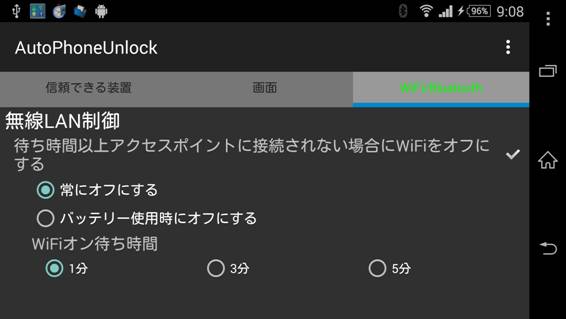 96% 9:08
AutoPhoneUnlock
信頼できる装置 画面 WiFi/Bluetooth
無線LAN制御
待ち時間以上アクセスポイントに接続されない場合にWiFiをオフに
する
常にオフにする
バッテリー使用時にオフにする
WiFiオン待ち時間
1分 3分 5分